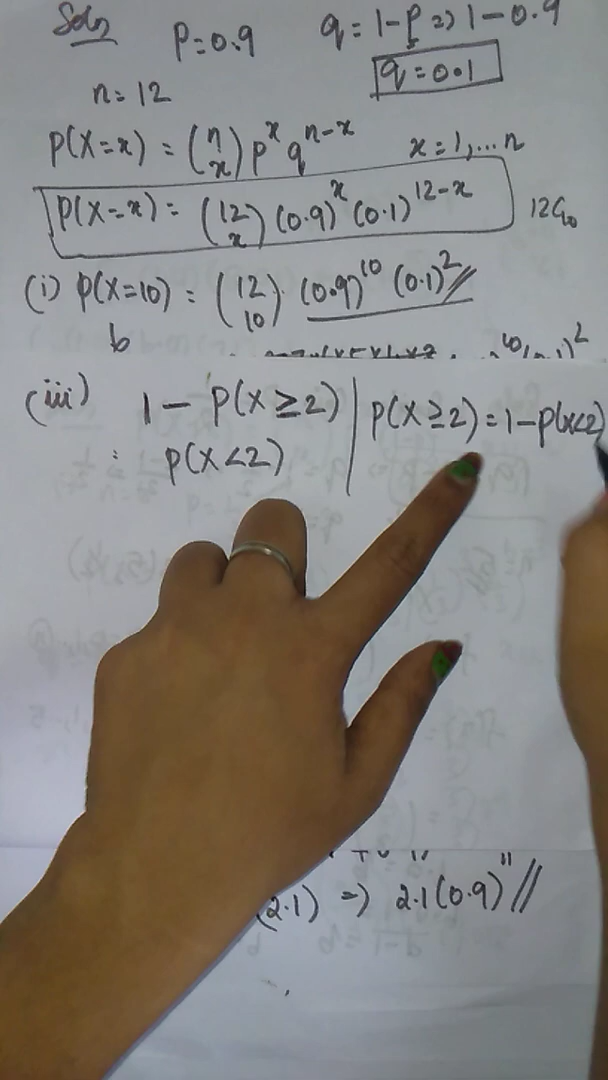 Soln P=0.9 q = 1-P => 1-0.9
q = 0.1
n = 12
P(X=x) = (n x) p^x q^n-x x = 1,...n
P(X=x) = (12 x) (0.9)^x (0.1)^12-x 12C10
(i) P(X=10) = (12 10) (0.9)^10 (0.1)^2 //
b
(iii) 1 - P(X ≥ 2) | P(X ≥ 2) = 1 - P(X<2)
: P(X < 2)
(2.1) => 2.1 (0.9)^11 //